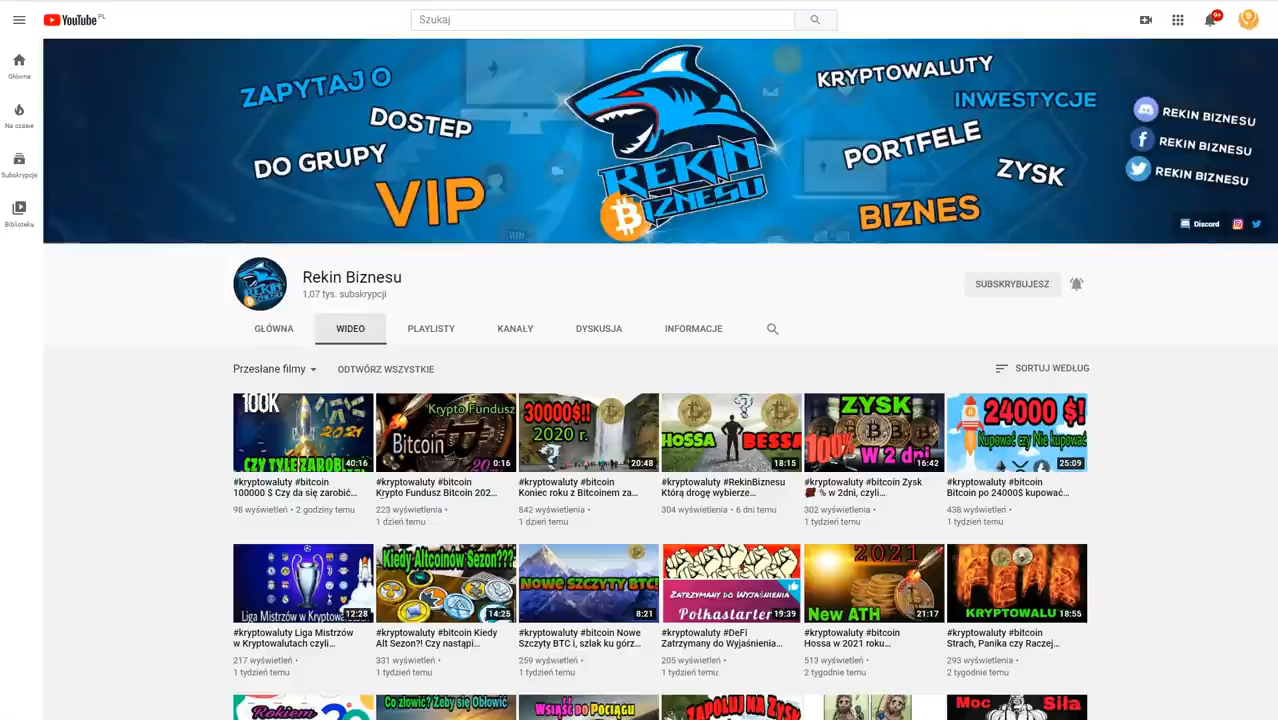 YouTube PL
Szukaj
9+
Główna
Na czasie
Subskrypcje
Biblioteka
ZAPYTAJ O
DOSTĘP
DO GRUPY
VIP
REKIN
BIZNESU
KRYPTOWALUTY
INWESTYCJE
PORTFELE
ZYSK
BIZNES
REKIN BIZNESU
REKIN BIZNESU
REKIN BIZNESU
Discord
Rekin Biznesu
1,07 tys. subskrypcji
SUBSKRYBUJESZ
GŁÓWNA WIDEO PLAYLISTY KANAŁY DYSKUSJA INFORMACJE
Przesłane filmy ODTWÓRZ WSZYSTKIE SORTUJ WEDŁUG
100K
2021
CZY TYLE ZAROBI
40:16
#kryptowaluty #bitcoin
100000 $ Czy da się zarobić…
98 wyświetleń • 2 godziny temu
Krypto Fundusz
Bitcoin
0:16
#kryptowaluty #bitcoin
Krypto Fundusz Bitcoin 202…
223 wyświetlenia •
1 dzień temu
30000$!!
2020 r.
20:48
#kryptowaluty #bitcoin
Koniec roku z Bitcoinem za…
842 wyświetlenia •
1 dzień temu
HOSSA
BESSA
18:15
#kryptowaluty #RekinBiznesu
Którą drogę wybierze…
304 wyświetlenia • 6 dni temu
ZYSK
100%
W 2 dni
16:42
#kryptowaluty #bitcoin Zysk
% w 2dni, czyli…
302 wyświetlenia •
1 tydzień temu
24000 $!
Kupować czy Nie kupować
25:09
#kryptowaluty #bitcoin
Bitcoin po 24000$ kupować…
438 wyświetleń •
1 tydzień temu
Liga Mistrzów w Kryptowalut
12:28
#kryptowaluty Liga Mistrzów
w Kryptowalutach czyli…
217 wyświetleń •
1 tydzień temu
Kiedy Altcoinów Sezon???
14:25
#kryptowaluty #bitcoin Kiedy
Alt Sezon?! Czy nastąpi…
331 wyświetleń •
1 tydzień temu
NOWE SZCZYTY BTC!
8:21
#kryptowaluty #bitcoin Nowe
Szczyty BTC i, szlak ku górz…
259 wyświetleń •
1 tydzień temu
Zatrzymany do Wyjaśnienia
Polkastarter
19:39
#kryptowaluty #DeFi
Zatrzymany do Wyjaśnienia…
205 wyświetleń •
1 tydzień temu
2021
New ATH
21:17
#kryptowaluty #bitcoin
Hossa w 2021 roku…
513 wyświetleń •
2 tygodnie temu
KRYPTOWALU
18:55
#kryptowaluty #bitcoin
Strach, Panika czy Raczej…
293 wyświetlenia •
2 tygodnie temu
Rokiem
Co złowić? Żeby się Obłowić
WSIĄŚĆ DO POCIĄGU
ZAPOLUJ NA ZYSK
Moc Siła